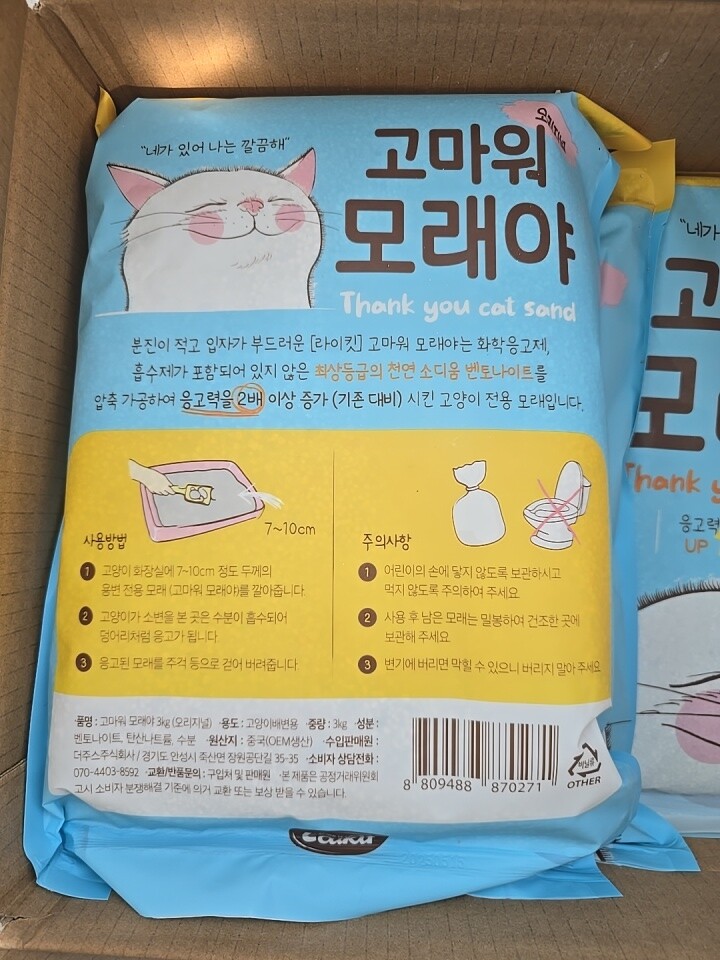 오리지널
"네가 있어 나는 깔끔해"
고마워
모래야
Thank you cat sand
분진이 적고 입자가 부드러운 [라이킷] 고마워 모래야는 화학응고제,
흡수제가 포함되어 있지 않은 최상등급의 천연 소디움 벤토나이트를
압축 가공하여 응고력을 2배 이상 증가 (기존 대비) 시킨 고양이 전용 모래입니다.
7~10cm
사용방법
1 고양이 화장실에 7~10cm 정도 두께의
용변 전용 모래 (고마워 모래야)를 깔아줍니다.
2 고양이가 소변을 본 곳은 수분이 흡수되어
덩어리처럼 응고가 됩니다.
3 응고된 모래를 주걱 등으로 걷어 버려줍니다.
주의사항
1 어린이의 손에 닿지 않도록 보관하시고
먹지 않도록 주의하여 주세요.
2 사용 후 남은 모래는 밀봉하여 건조한 곳에
보관해 주세요.
3 변기에 버리면 막힐 수 있으니 버리지 말아 주세요.
·품명 : 고마워 모래야 3kg (오리지널) ·용도 : 고양이배변용 ·중량 : 3kg ·성분 :
벤토나이트, 탄산나트륨, 수분 ·원산지 : 중국(OEM생산) ·수입판매원 :
더주스주식회사 / 경기도 안성시 죽산면 장원공단길 35-35 ·소비자 상담전화 :
070-4403-8592 ·교환/반품문의 : 구입처 및 판매원 ·본 제품은 공정거래위원회
고시 소비자 분쟁해결 기준에 의거 교환 또는 보상 받을 수 있습니다.
8 809488 870271
비닐류
OTHER
"네가
고
모
Thank y
응고력
UP